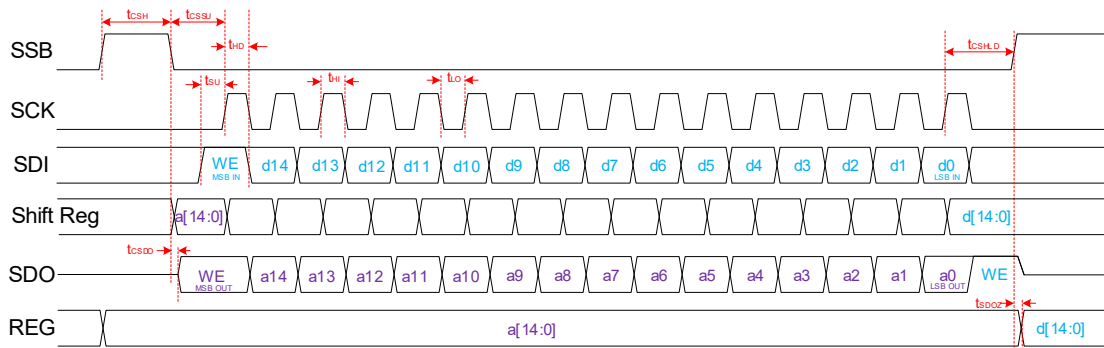 tCSH tCSSU tHD tCSHLD
SSB
tSU tHI tLO
SCK
SDI WE d14 d13 d12 d11 d10 d9 d8 d7 d6 d5 d4 d3 d2 d1 d0
MSB IN LSB IN
Shift Reg a[14:0] d[14:0]
tCSDO
SDO WE a14 a13 a12 a11 a10 a9 a8 a7 a6 a5 a4 a3 a2 a1 a0 WE
MSB OUT LSB OUT
tSDOZ
REG a[14:0] d[14:0]